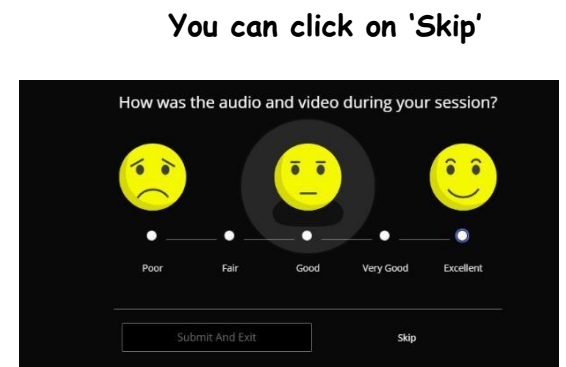 You can click on ‘Skip’
How was the audio and video during your session?
Poor Fair Good Very Good Excellent
Submit And Exit Skip